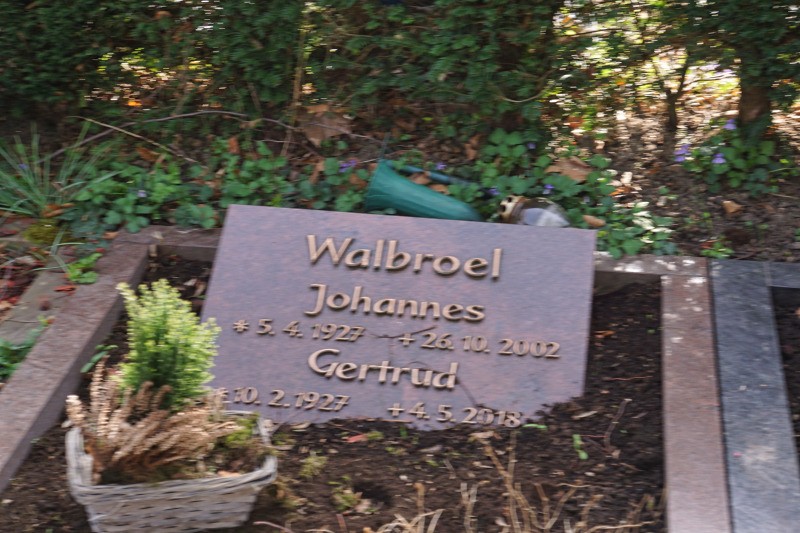 Walbroel
Johannes
* 5. 4. 1927 + 26. 10. 2002
Gertrud
* 10. 2. 1927 + 4. 5. 2018